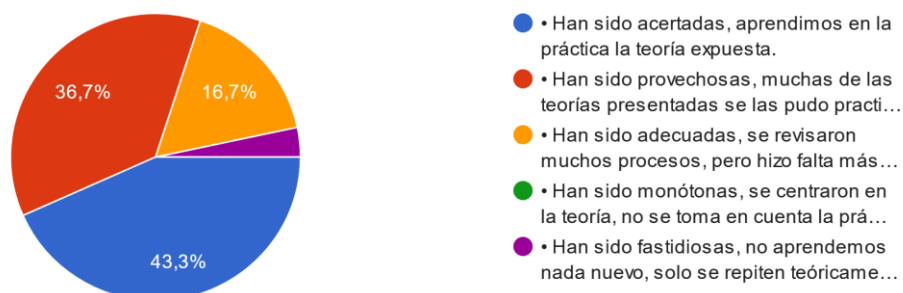 36,7%
16,7%
43,3%
• Han sido acertadas, aprendimos en la
práctica la teoría expuesta.
• Han sido provechosas, muchas de las
teorías presentadas se las pudo practi…
• Han sido adecuadas, se revisaron
muchos procesos, pero hizo falta más…
• Han sido monótonas, se centraron en
la teoría, no se toma en cuenta la prá…
• Han sido fastidiosas, no aprendemos
nada nuevo, solo se repiten teóricame…